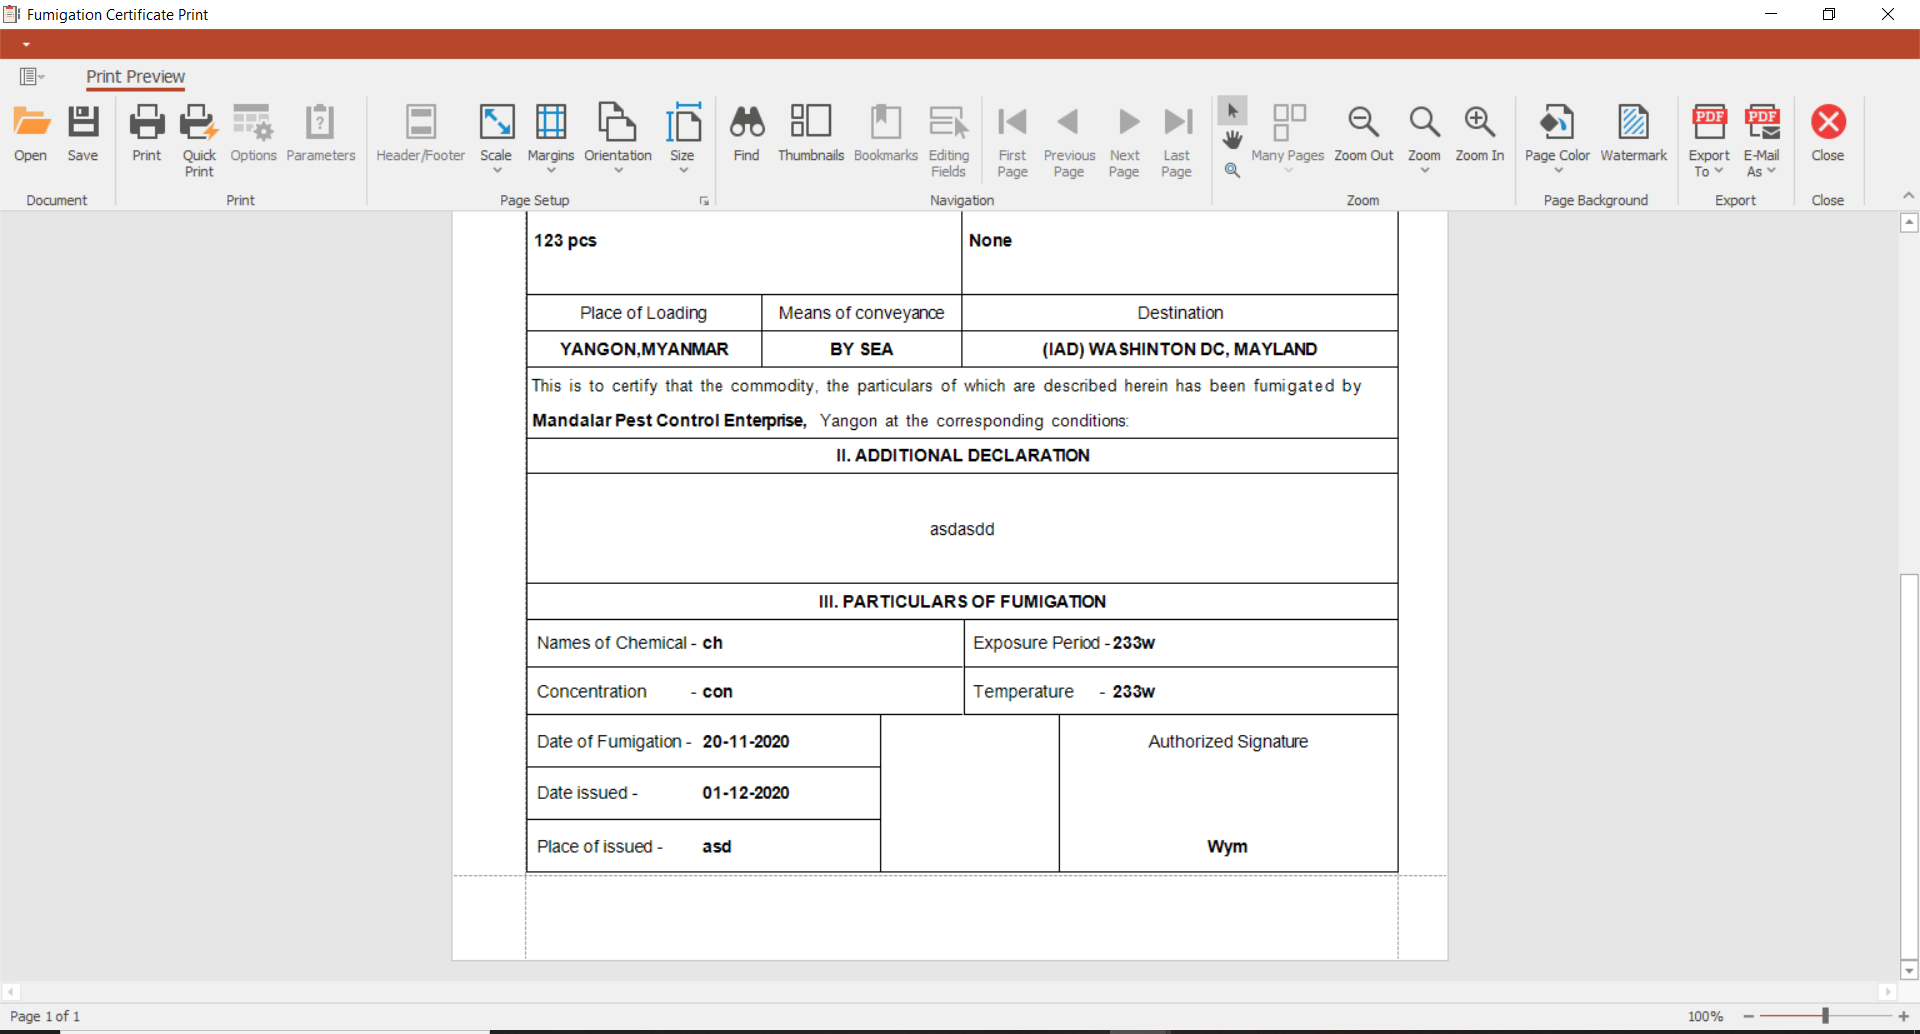 Fumigation Certificate Print
Print Preview
Open Save Print Quick Print Options Parameters Header/Footer Scale Margins Orientation Size Find Thumbnails Bookmarks Editing Fields First Page Previous Page Next Page Last Page Many Pages Zoom Out Zoom Zoom In Page Color Watermark PDF Export To PDF E-Mail As Close
Document Print Page Setup Navigation Zoom Page Background Export Close
123 pcs None
Place of Loading Means of conveyance Destination
YANGON,MYANMAR BY SEA (IAD) WASHINTON DC, MAYLAND
This is to certify that the commodity, the particulars of which are described herein has been fumigated by
Mandalar Pest Control Enterprise, Yangon at the corresponding conditions:
II. ADDITIONAL DECLARATION
asdasdd
III. PARTICULARS OF FUMIGATION
Names of Chemical - ch Exposure Period - 233w
Concentration - con Temperature - 233w
Date of Fumigation - 20-11-2020 Authorized Signature
Date issued - 01-12-2020
Place of issued - asd Wym
Page 1 of 1 100%